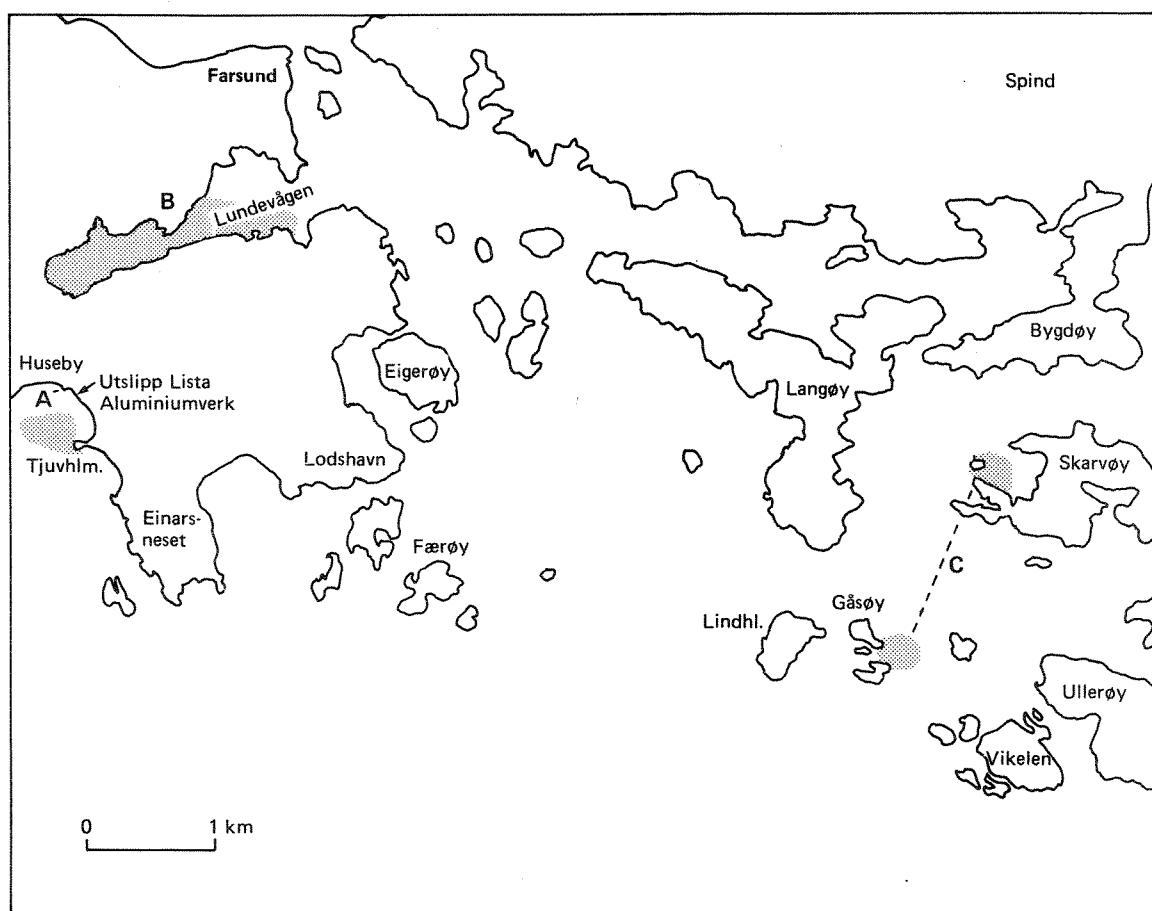 Farsund
Spind
B
Lundevågen
Huseby
A
Utslipp Lista
Aluminiumverk
Tjuvhlm.
Eigerøy
Lodshavn
Einars-
neset
Færøy
Langøy
Bygdøy
Skarvøy
C
Gåsøy
Lindhl.
Ullerøy
Vikelen
0 1 km